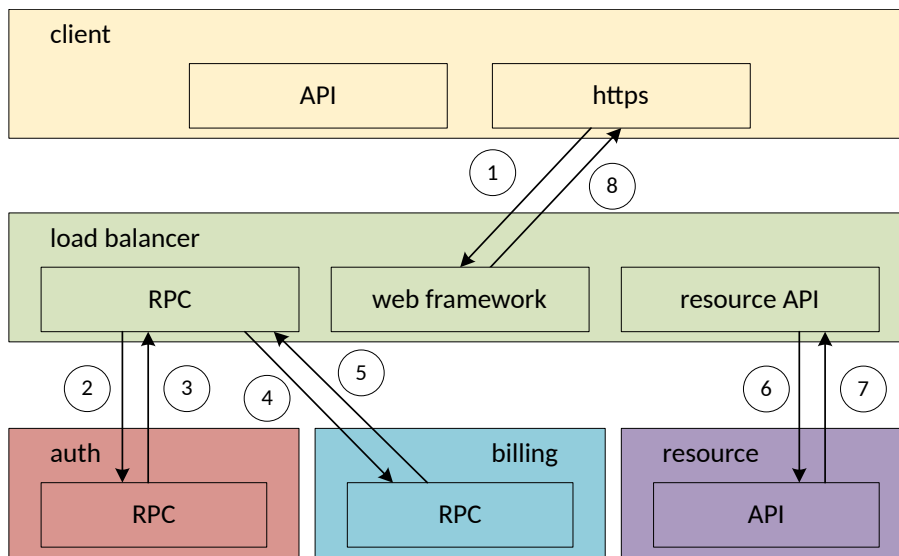 client
API
https
1
8
load balancer
RPC
web framework
resource API
2
3
4
5
6
7
auth
billing
resource
RPC
RPC
API